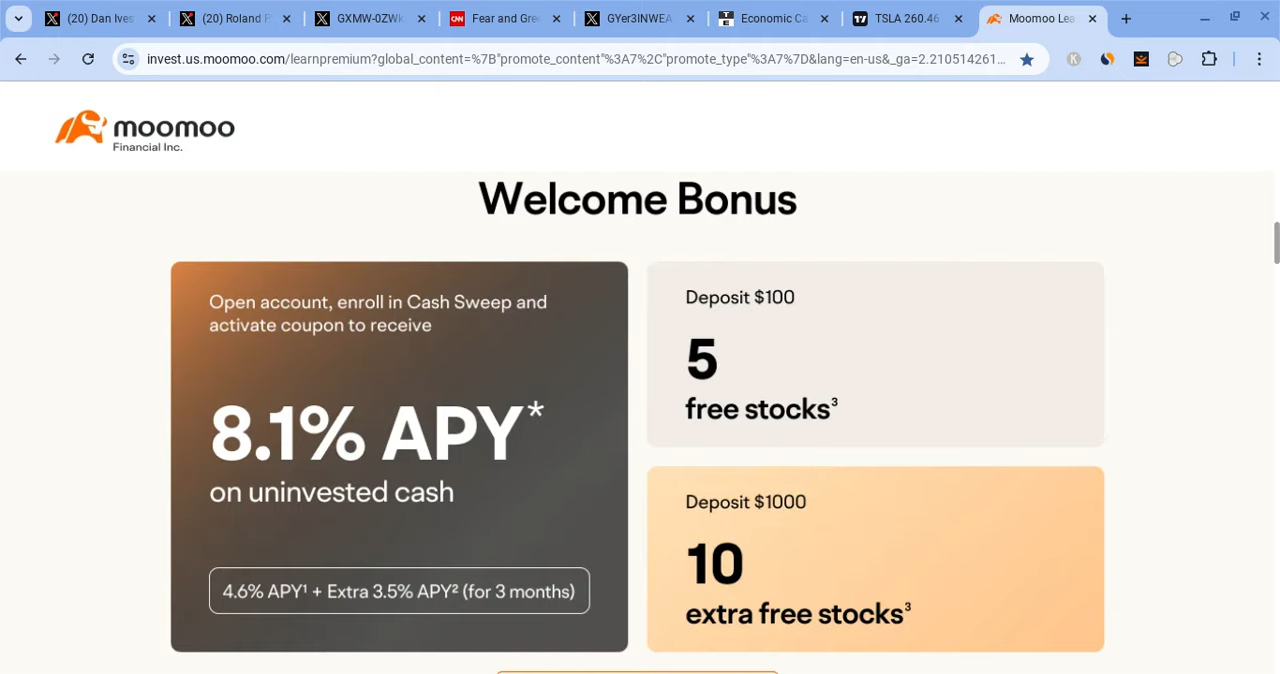 (20) Dan Ives
(20) Roland P
GXMW-0ZWk
Fear and Gre
GYer3INWEA
Economic Ca
TSLA 260.46
Moomoo Lea
invest.us.moomoo.com/learnpremium?global_content=%7B"promote_content"%3A7%2C"promote_type"%3A7%7D&lang=en-us&_ga=2.210514261...
moomoo
Financial Inc.
Welcome Bonus
Open account, enroll in Cash Sweep and
activate coupon to receive
8.1% APY*
on uninvested cash
4.6% APY¹ + Extra 3.5% APY² (for 3 months)
Deposit $100
5
free stocks³
Deposit $1000
10
extra free stocks³